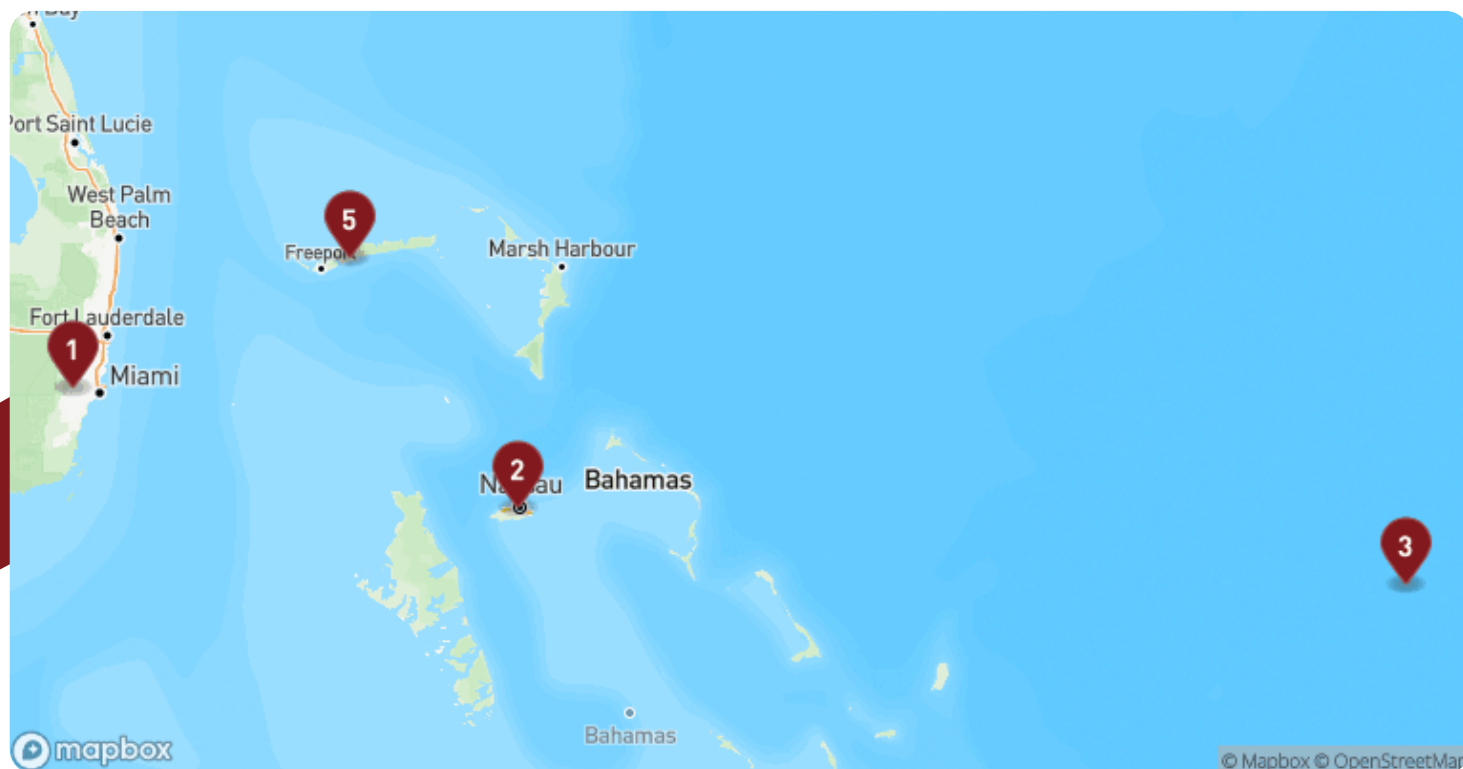 Port Saint Lucie
West Palm
Beach
5
Freeport
Marsh Harbour
Fort Lauderdale
1
Miami
2
Nassau
Bahamas
3
Bahamas
mapbox
© Mapbox © OpenStreetMap